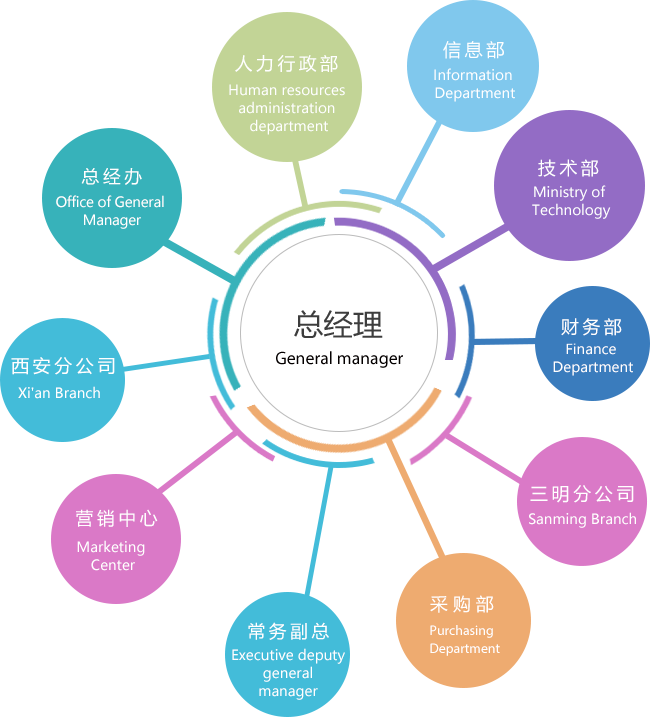 人力行政部
Human resources
administration
department
信息部
Information
Department
技术部
Ministry of
Technology
总经办
Office of General
Manager
总经理
General manager
财务部
Finance
Department
西安分公司
Xi'an Branch
三明分公司
Sanming Branch
营销中心
Marketing
Center
采购部
Purchasing
Department
常务副总
Executive deputy
general
manager